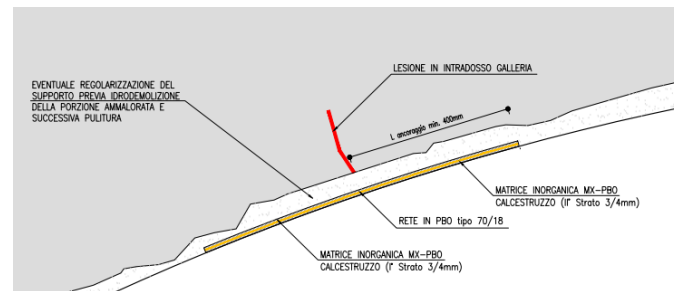 LESIONE IN INTRADOSSO GALLERIA
EVENTUALE REGOLARIZZAZIONE DEL
SUPPORTO PREVIA IDRODEMOLIZIONE
DELLA PORZIONE AMMALORATA E
SUCCESSIVA PULITURA
L ancoraggio min. 400mm
MATRICE INORGANICA MX-PBO
CALCESTRUZZO (II° Strato 3/4mm)
RETE IN PBO tipo 70/18
MATRICE INORGANICA MX-PBO
CALCESTRUZZO (I° Strato 3/4mm)